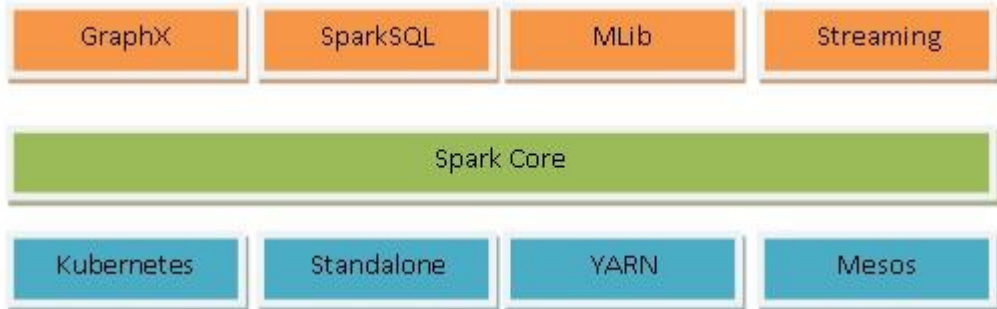 GraphX
SparkSQL
MLib
Streaming
Spark Core
Kubernetes
Standalone
YARN
Mesos